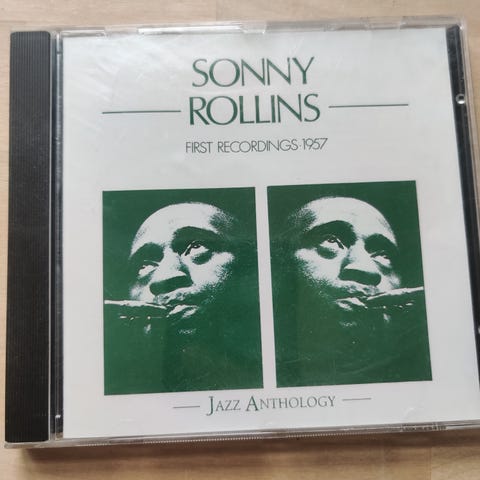 SONNY
ROLLINS
FIRST RECORDINGS·1957
JAZZ ANTHOLOGY